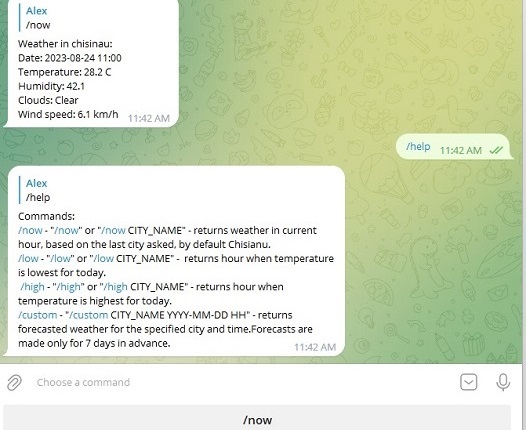 Alex
/now
Weather in chisinau:
Date: 2023-08-24 11:00
Temperature: 28.2 C
Humidity: 42.1
Clouds: Clear
Wind speed: 6.1 km/h 11:42 AM
/help 11:42 AM
Alex
/help
Commands:
/now - "/now" or "/now CITY_NAME" - returns weather in current
hour, based on the last city asked, by default Chisianu.
/low - "/low" or "/low CITY_NAME" - returns hour when temperature
is lowest for today.
/high - "/high" or "/high CITY_NAME" - returns hour when
temperature is highest for today.
/custom - "/custom CITY_NAME YYYY-MM-DD HH" - returns
forecasted weather for the specified city and time.Forecasts are
made only for 7 days in advance.
11:42 AM
Choose a command
/now